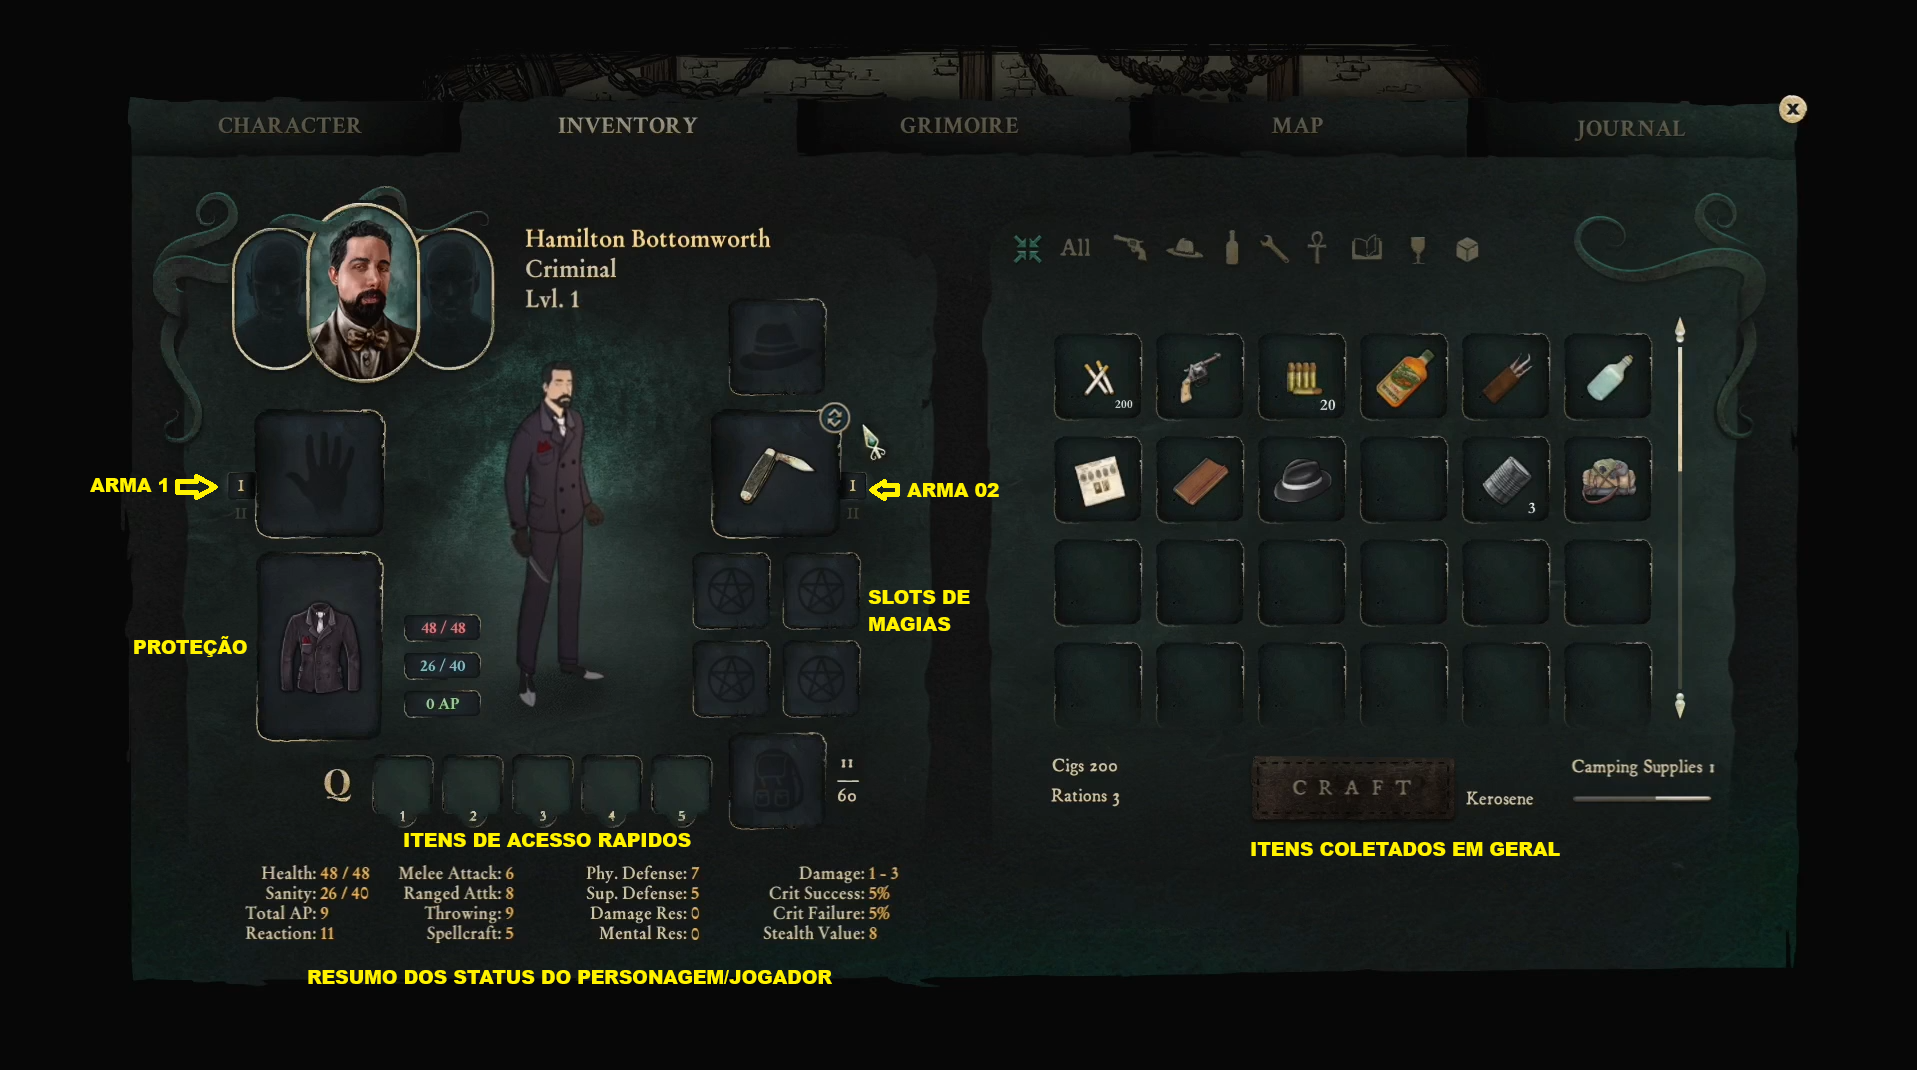 CHARACTER
INVENTORY
GRIMOIRE
MAP
JOURNAL
Hamilton Bottomworth
Criminal
Lvl. 1
All
200
20
ARMA 1
I
II
I
II
ARMA 02
3
PROTEÇÃO
48 / 48
26 / 40
0 AP
SLOTS DE
MAGIAS
Q
1
2
3
4
5
11
60
ITENS DE ACESSO RAPIDOS
Cigs 200
Rations 3
CRAFT
Kerosene
Camping Supplies 1
ITENS COLETADOS EM GERAL
Health: 48 / 48
Sanity: 26 / 40
Total AP: 9
Reaction: 11
Melee Attack: 6
Ranged Attk: 8
Throwing: 9
Spellcraft: 5
Phy. Defense: 7
Sup. Defense: 5
Damage Res: 0
Mental Res: 0
Damage: 1 - 3
Crit Success: 5%
Crit Failure: 5%
Stealth Value: 8
RESUMO DOS STATUS DO PERSONAGEM/JOGADOR